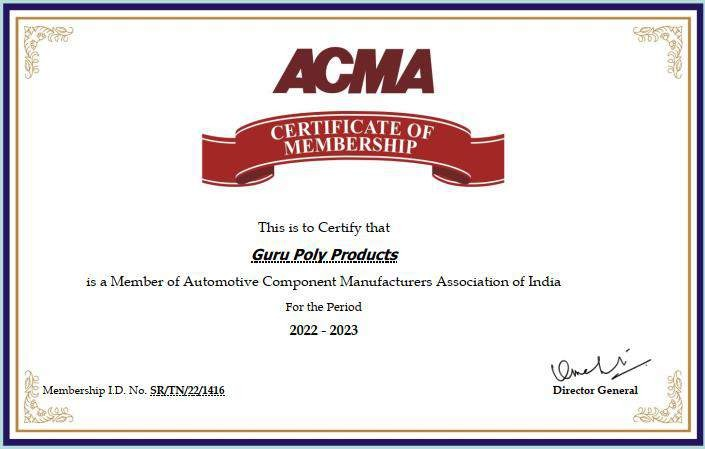 ACMA
CERTIFICATE OF
MEMBERSHIP
This is to Certify that
Guru Poly Products
is a Member of Automotive Component Manufacturers Association of India
For the Period
2022 - 2023
Membership I.D. No. SR/TN/22/1416
Director General